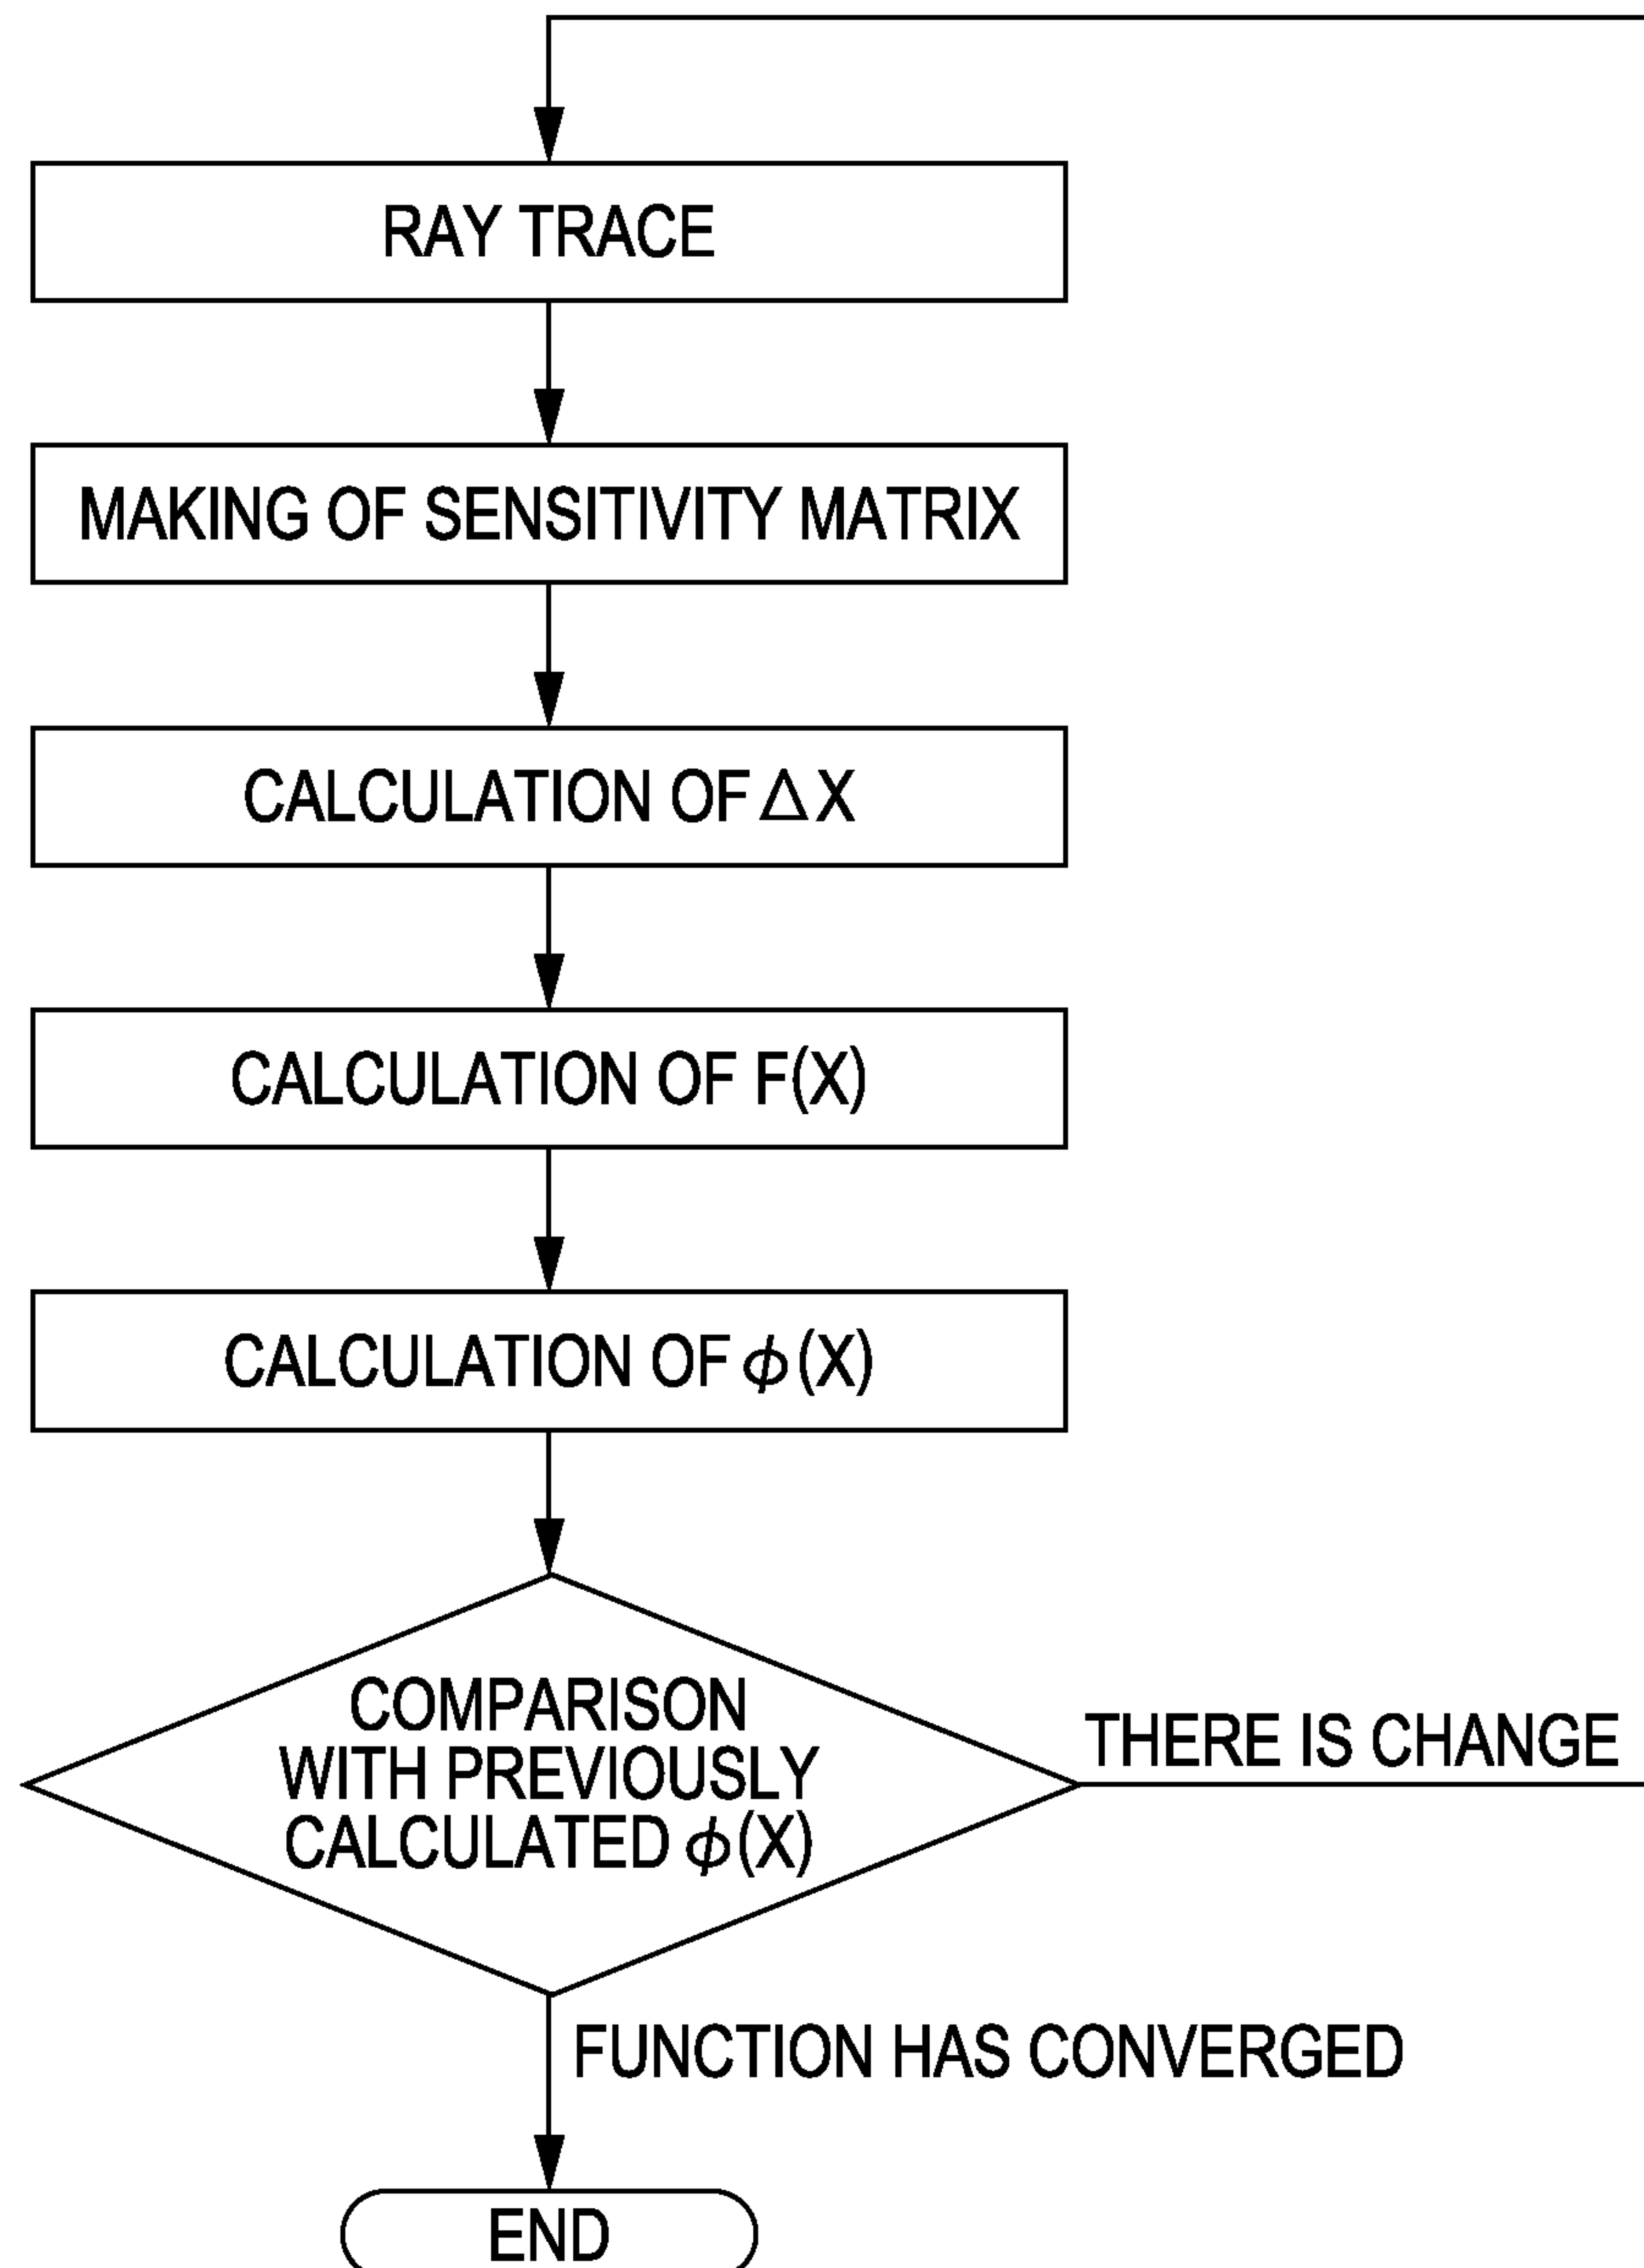 RAY TRACE
MAKING OF SENSITIVITY MATRIX
CALCULATION OF △X
CALCULATION OF F(X)
CALCULATION OF ϕ(X)
COMPARISON
WITH PREVIOUSLY
CALCULATED ϕ(X)
THERE IS CHANGE
FUNCTION HAS CONVERGED
END